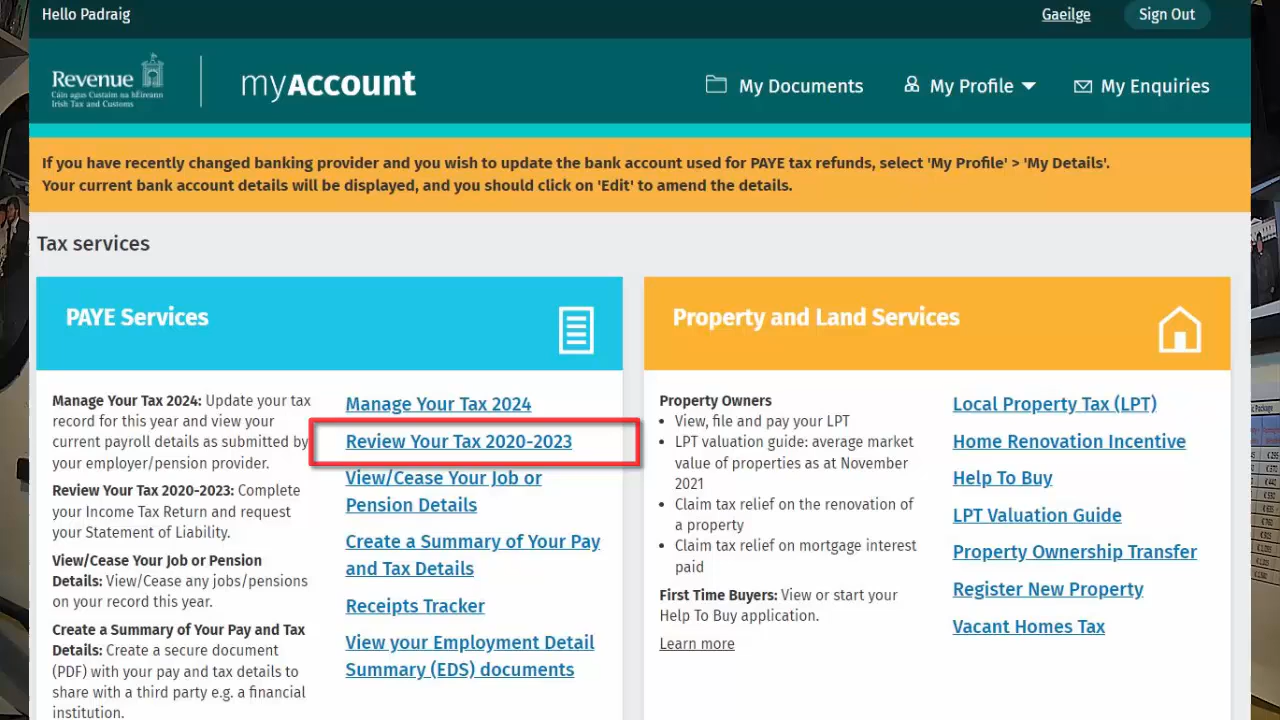 Hello Padraig
Gaeilge
Sign Out
Revenue
Cáin agus Custaim na hÉireann
Irish Tax and Customs
myAccount
My Documents
My Profile
My Enquiries
If you have recently changed banking provider and you wish to update the bank account used for PAYE tax refunds, select 'My Profile' > 'My Details'.
Your current bank account details will be displayed, and you should click on 'Edit' to amend the details.
Tax services
PAYE Services
Manage Your Tax 2024: Update your tax
record for this year and view your
current payroll details as submitted by
your employer/pension provider.
Review Your Tax 2020-2023: Complete
your Income Tax Return and request
your Statement of Liability.
View/Cease Your Job or Pension
Details: View/Cease any jobs/pensions
on your record this year.
Create a Summary of Your Pay and Tax
Details: Create a secure document
(PDF) with your pay and tax details to
share with a third party e.g. a financial
institution.
Manage Your Tax 2024
Review Your Tax 2020-2023
View/Cease Your Job or
Pension Details
Create a Summary of Your Pay
and Tax Details
Receipts Tracker
View your Employment Detail
Summary (EDS) documents
Property and Land Services
Property Owners
• View, file and pay your LPT
• LPT valuation guide: average market
value of properties as at November
2021
• Claim tax relief on the renovation of
a property
• Claim tax relief on mortgage interest
paid
First Time Buyers: View or start your
Help To Buy application.
Learn more
Local Property Tax (LPT)
Home Renovation Incentive
Help To Buy
LPT Valuation Guide
Property Ownership Transfer
Register New Property
Vacant Homes Tax